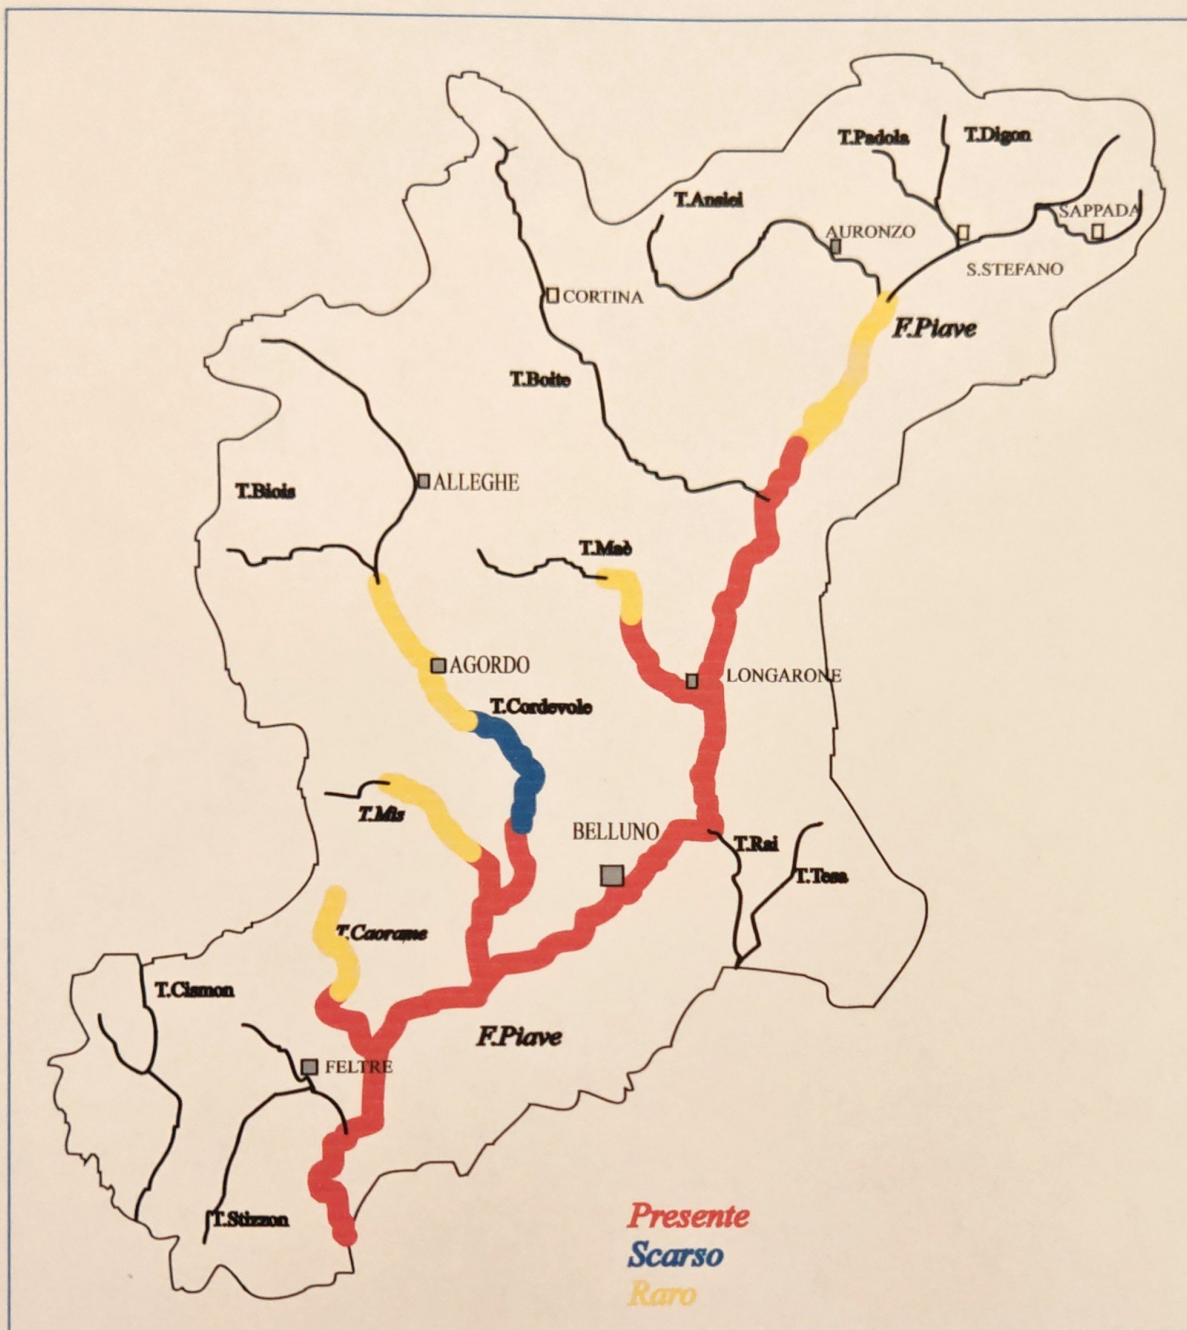 T.Padola
T.Digon
T.Ansiei
SAPPADA
AURONZO
S.STEFANO
CORTINA
F.Piave
T.Boite
ALLEGHE
T.Biois
T.Maè
AGORDO
LONGARONE
T.Cordevole
T.Mis
BELLUNO
T.Rai
T.Tesa
T.Caorame
T.Cismon
F.Piave
FELTRE
T.Stizzon
Presente
Scarso
Raro